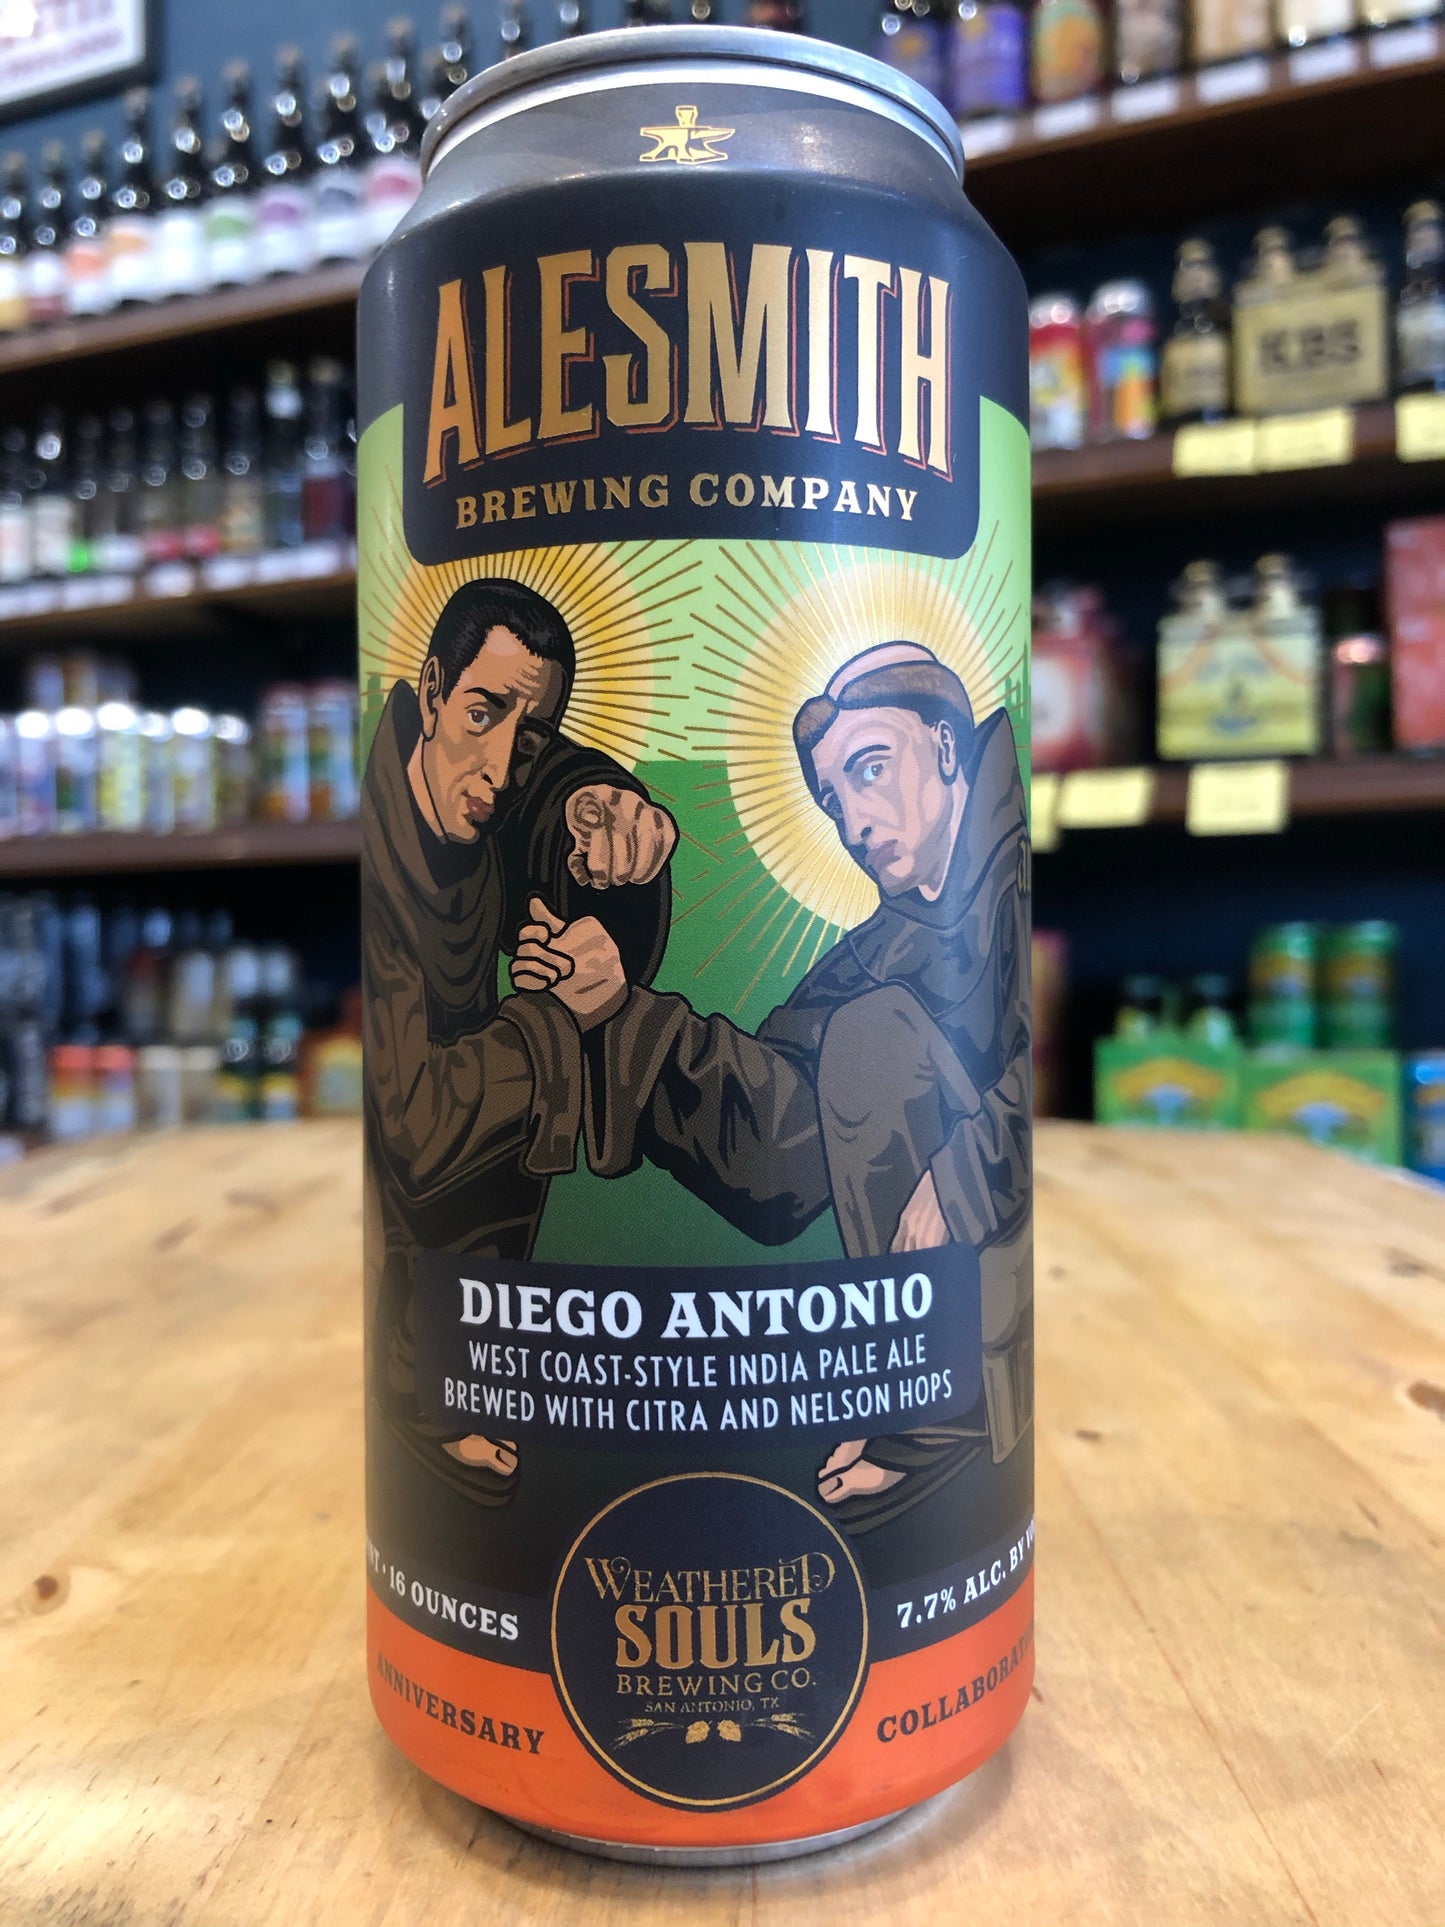 ALESMITH
BREWING COMPANY
KBS
DIEGO ANTONIO
WEST COAST-STYLE INDIA PALE ALE
BREWED WITH CITRA AND NELSON HOPS
16 OUNCES
7.7% ALC. BY
ANNIVERSARY
WEATHERED
SOULS
BREWING CO.
SAN ANTONIO, TX